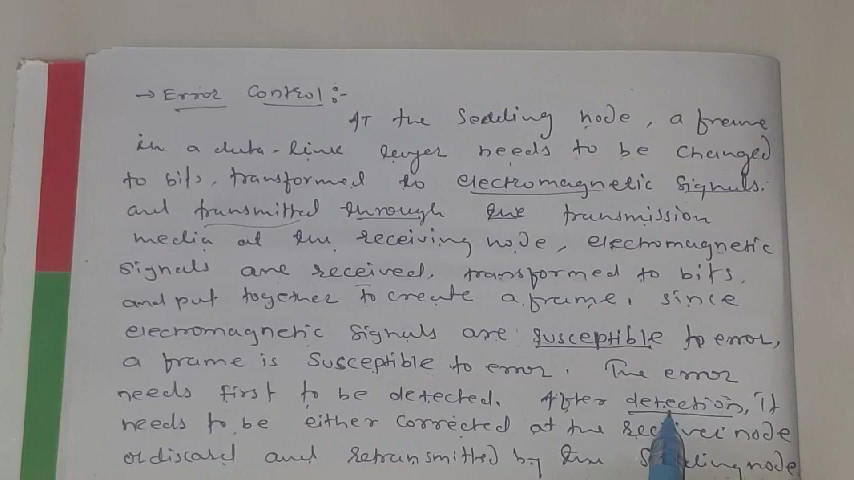 → Error Control :-
At the Sending node, a frame
in a data-link layer needs to be changed
to bits, transformed to electromagnetic signals.
and transmitted through the transmission
media at the receiving node, electromagnetic
signals are received, transformed to bits.
and put together to create a frame. since
electromagnetic signals are susceptible to error,
a frame is susceptible to error. The error
needs first to be detected. After detection, it
needs to be either corrected at the receiver node
or discard and retransmitted by the Sending node